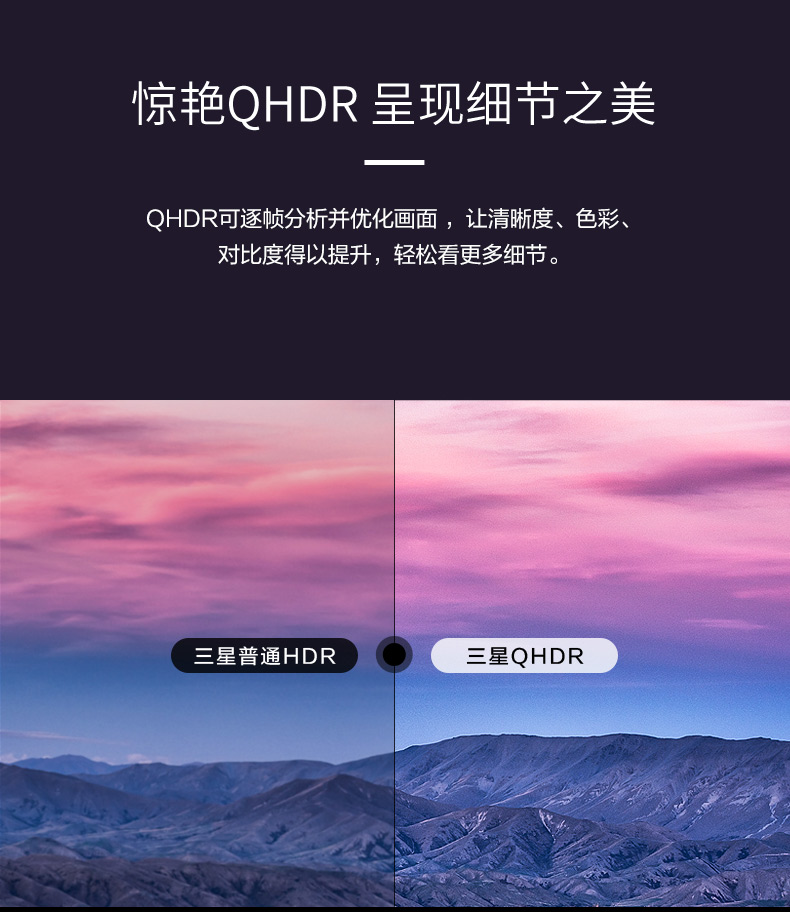 惊艳QHDR 呈现细节之美
QHDR可逐帧分析并优化画面，让清晰度、色彩、
对比度得以提升，轻松看更多细节。
三星普通HDR
三星QHDR